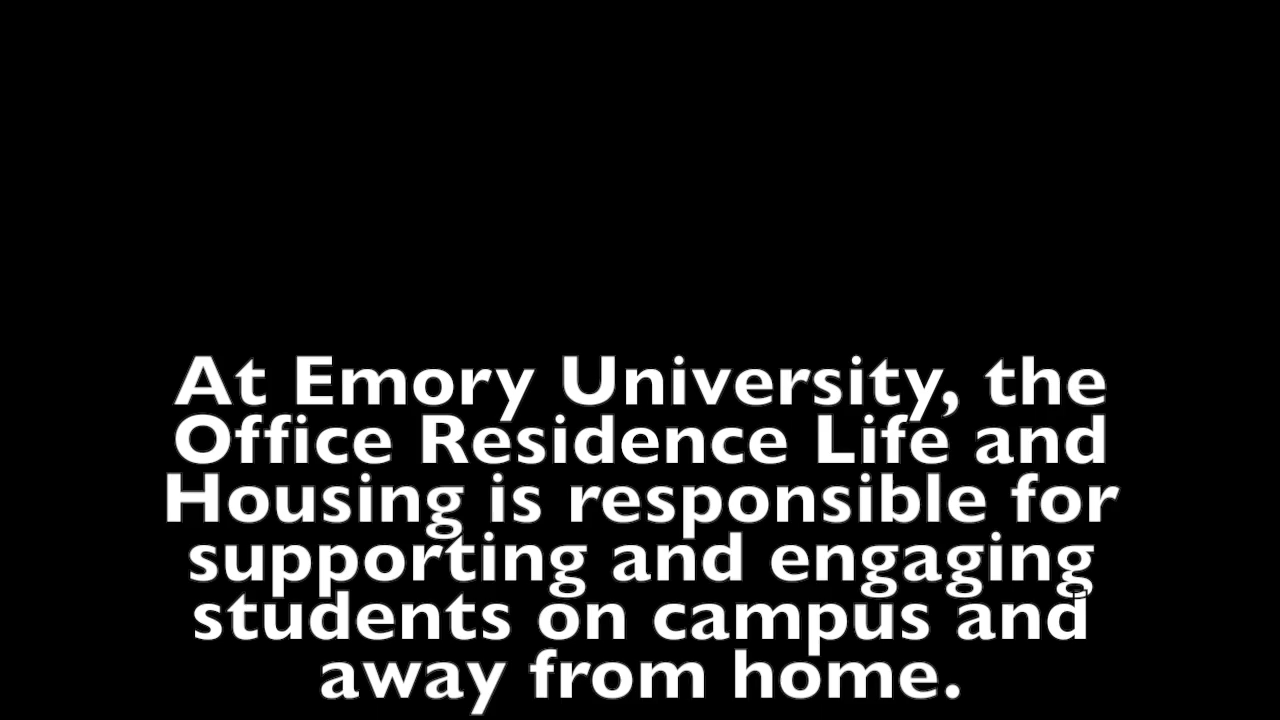 At Emory University, the
Office Residence Life and
Housing is responsible for
supporting and engaging
students on campus and
away from home.